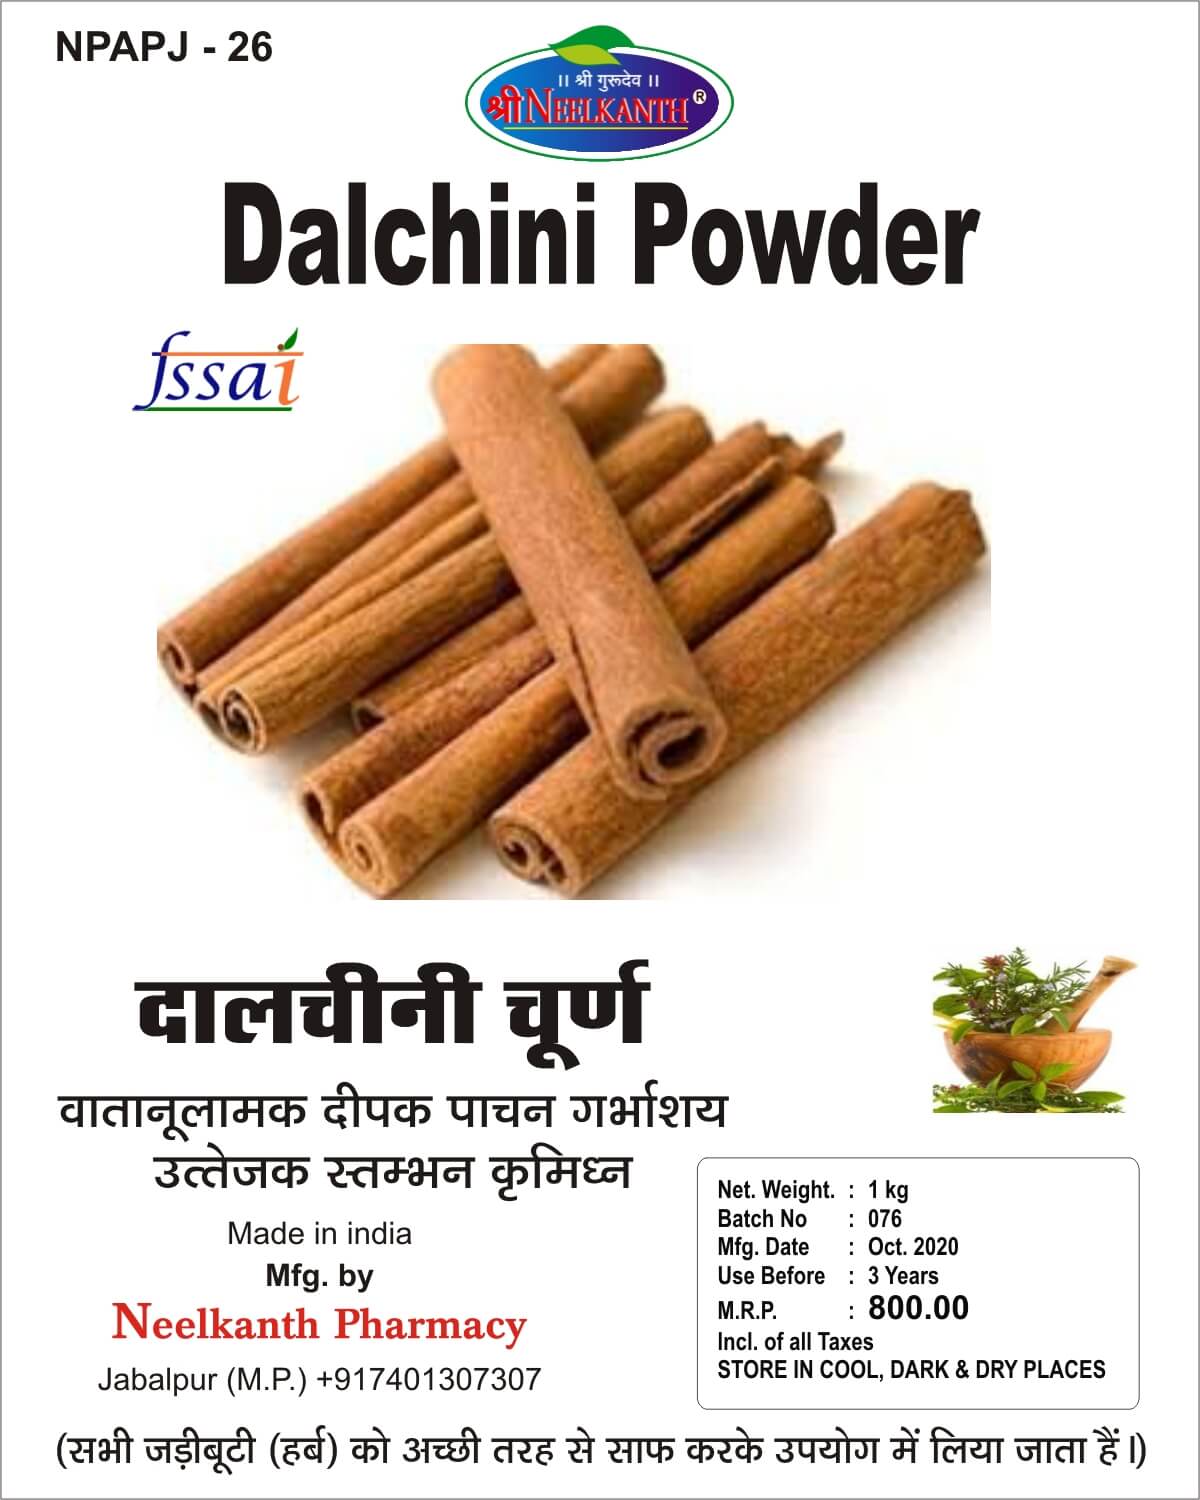 NPAPJ - 26
।। श्री गुरूदेव ।।
श्री NEELKANTH ®
Dalchini Powder
fssai
दालचीनी चूर्ण
वातानूलामक दीपक पाचन गर्भाशय
उत्तेजक स्तम्भन कृमिध्न
Made in india
Mfg. by
Neelkanth Pharmacy
Jabalpur (M.P.) +917401307307
Net. Weight. : 1 kg
Batch No : 076
Mfg. Date : Oct. 2020
Use Before : 3 Years
M.R.P. : 800.00
Incl. of all Taxes
STORE IN COOL, DARK & DRY PLACES
(सभी जड़ीबूटी (हर्ब) को अच्छी तरह से साफ करके उपयोग में लिया जाता हैं।)